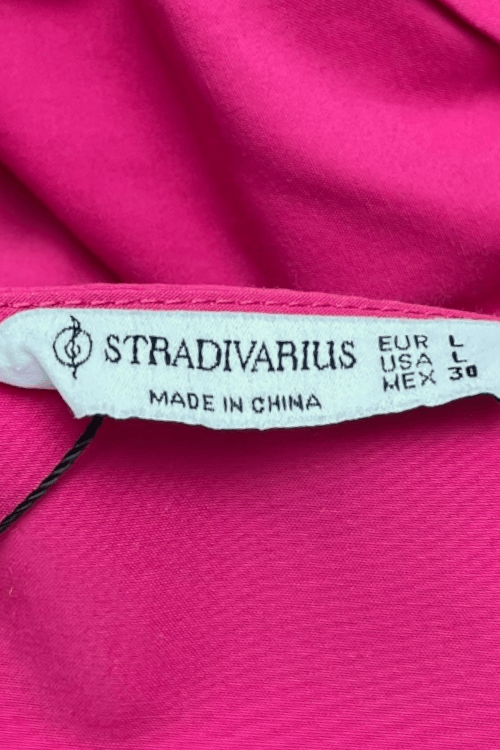 STRADIVARIUS
MADE IN CHINA
EUR L
USA L
MEX 30